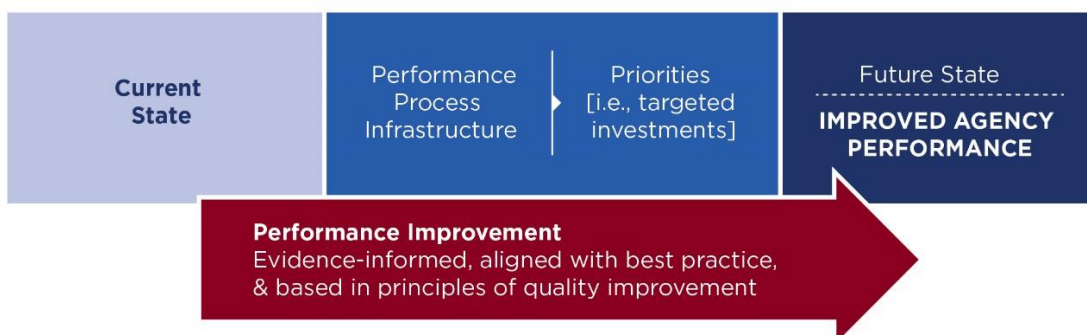 Current
State
Performance
Process
Infrastructure
Priorities
[i.e., targeted
investments]
Future State
IMPROVED AGENCY
PERFORMANCE
Performance Improvement
Evidence-informed, aligned with best practice,
& based in principles of quality improvement